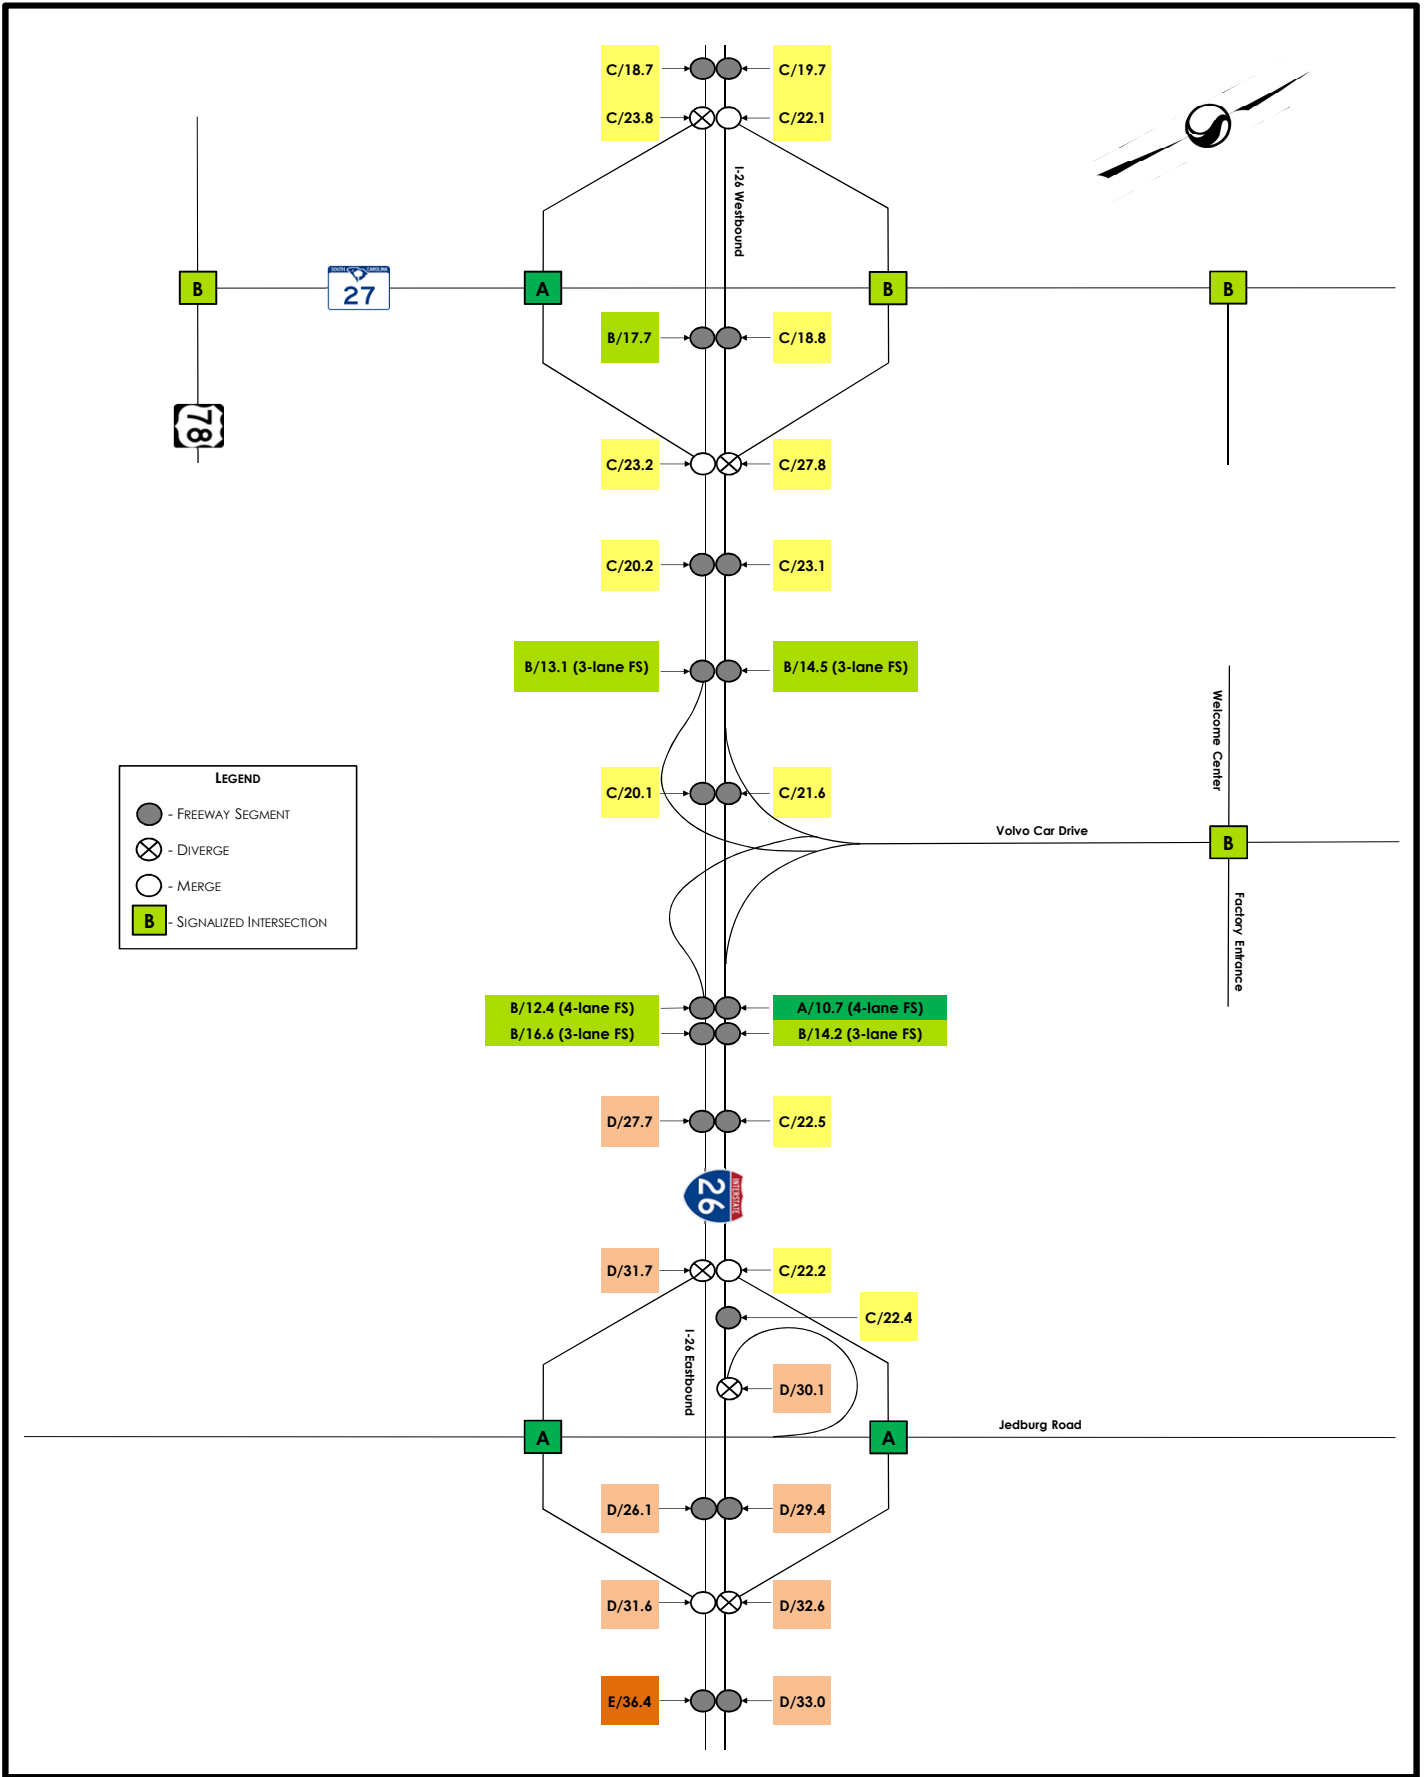 C/18.7
C/19.7
C/23.8
C/22.1
I-26 Westbound
B
SOUTH CAROLINA
27
A
B
B
B/17.7
C/18.8
78
C/23.2
C/27.8
C/20.2
C/23.1
B/13.1 (3-lane FS)
B/14.5 (3-lane FS)
Welcome Center
LEGEND
- FREEWAY SEGMENT
- DIVERGE
- MERGE
B - SIGNALIZED INTERSECTION
C/20.1
C/21.6
Volvo Car Drive
B
Factory Entrance
B/12.4 (4-lane FS)
A/10.7 (4-lane FS)
B/16.6 (3-lane FS)
B/14.2 (3-lane FS)
D/27.7
C/22.5
INTERSTATE
26
D/31.7
C/22.2
C/22.4
I-26 Eastbound
D/30.1
A
A
Jedburg Road
D/26.1
D/29.4
D/31.6
D/32.6
E/36.4
D/33.0